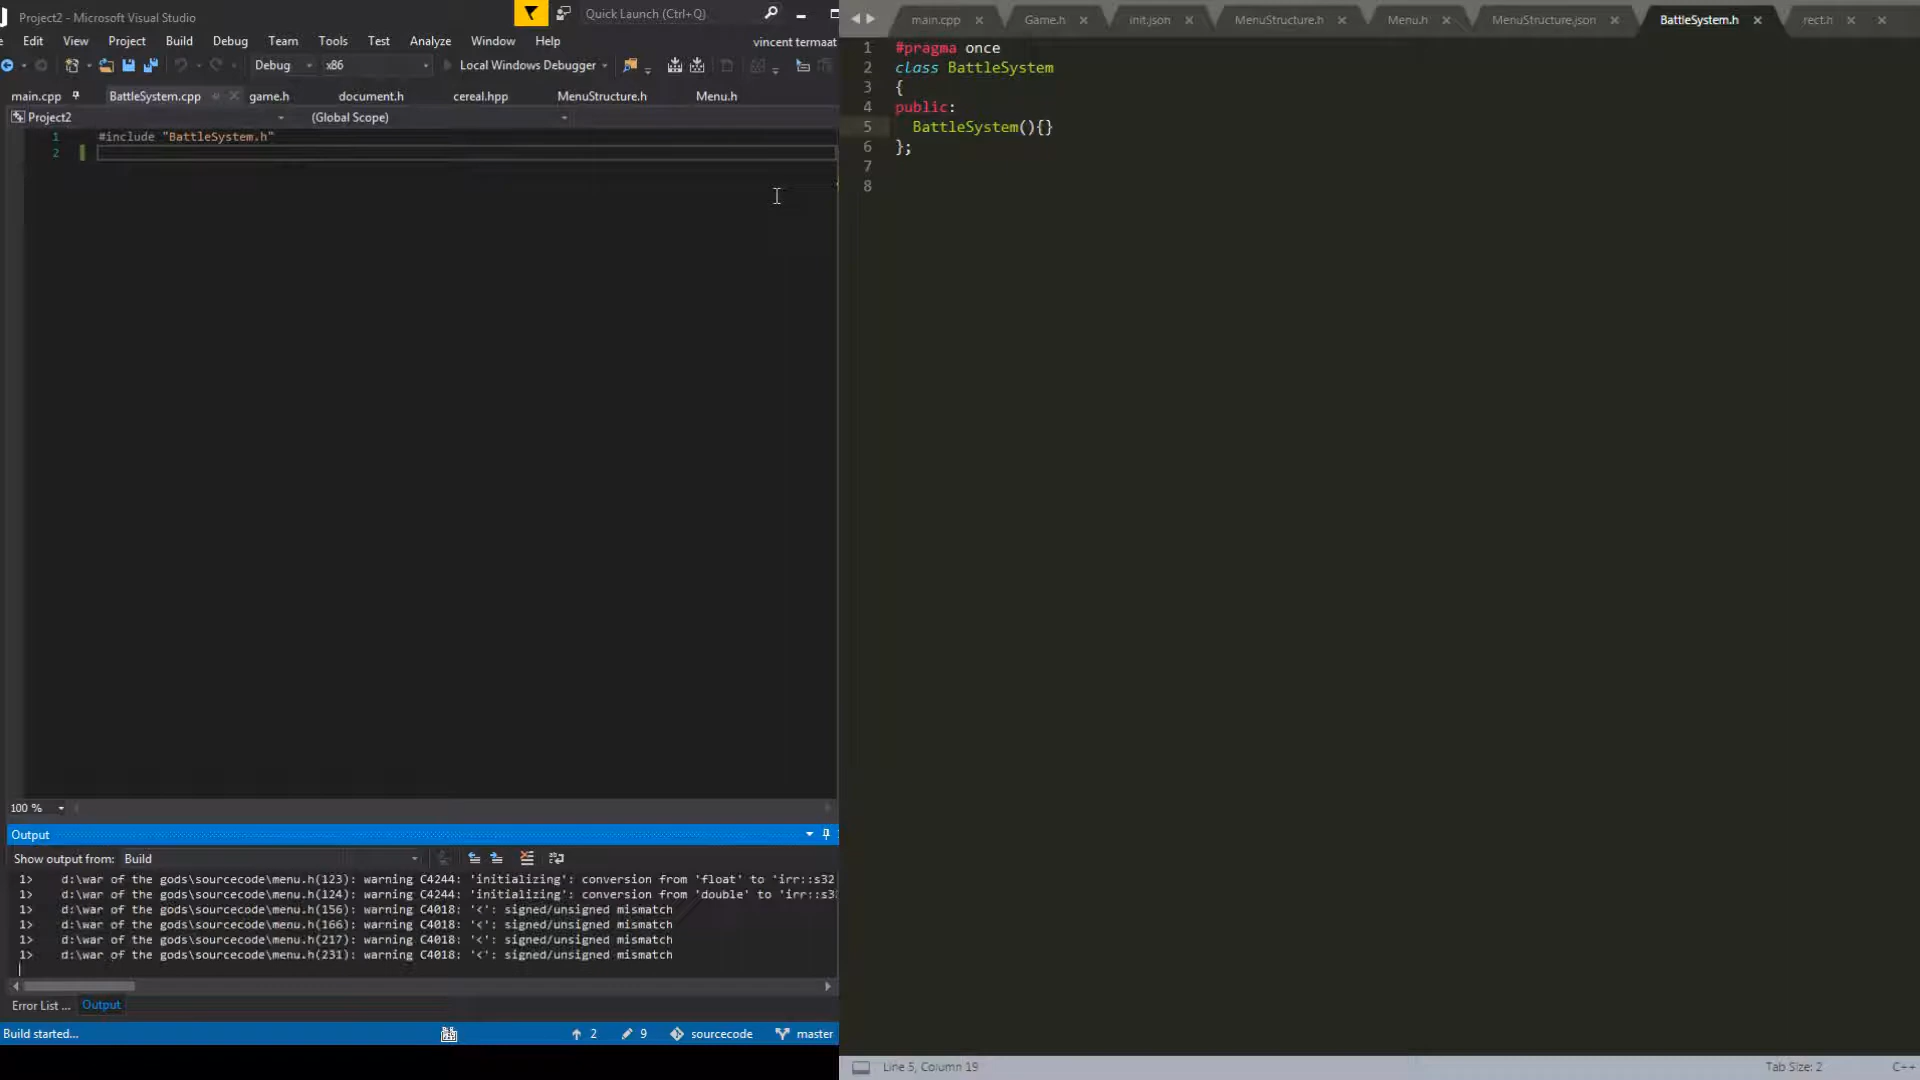 Project2 - Microsoft Visual Studio
Quick Launch (Ctrl+Q)
Edit View Project Build Debug Team Tools Test Analyze Window Help
vincent termaat
Debug x86 Local Windows Debugger
main.cpp BattleSystem.cpp game.h document.h cereal.hpp MenuStructure.h Menu.h
Project2 (Global Scope)
1 #include "BattleSystem.h"
2
100 %
Output
Show output from: Build
1> d:\war of the gods\sourcecode\menu.h(123): warning C4244: 'initializing': conversion from 'float' to 'irr::s32
1> d:\war of the gods\sourcecode\menu.h(124): warning C4244: 'initializing': conversion from 'double' to 'irr::s3
1> d:\war of the gods\sourcecode\menu.h(156): warning C4018: '<': signed/unsigned mismatch
1> d:\war of the gods\sourcecode\menu.h(166): warning C4018: '<': signed/unsigned mismatch
1> d:\war of the gods\sourcecode\menu.h(217): warning C4018: '<': signed/unsigned mismatch
1> d:\war of the gods\sourcecode\menu.h(231): warning C4018: '<': signed/unsigned mismatch
Error List ... Output
Build started... 2 9 sourcecode master
main.cpp Game.h init.json MenuStructure.h Menu.h MenuStructure.json BattleSystem.h rect.h
1 #pragma once
2 class BattleSystem
3 {
4 public:
5 BattleSystem(){}
6 };
7
8
Line 5, Column 19 Tab Size: 2 C++